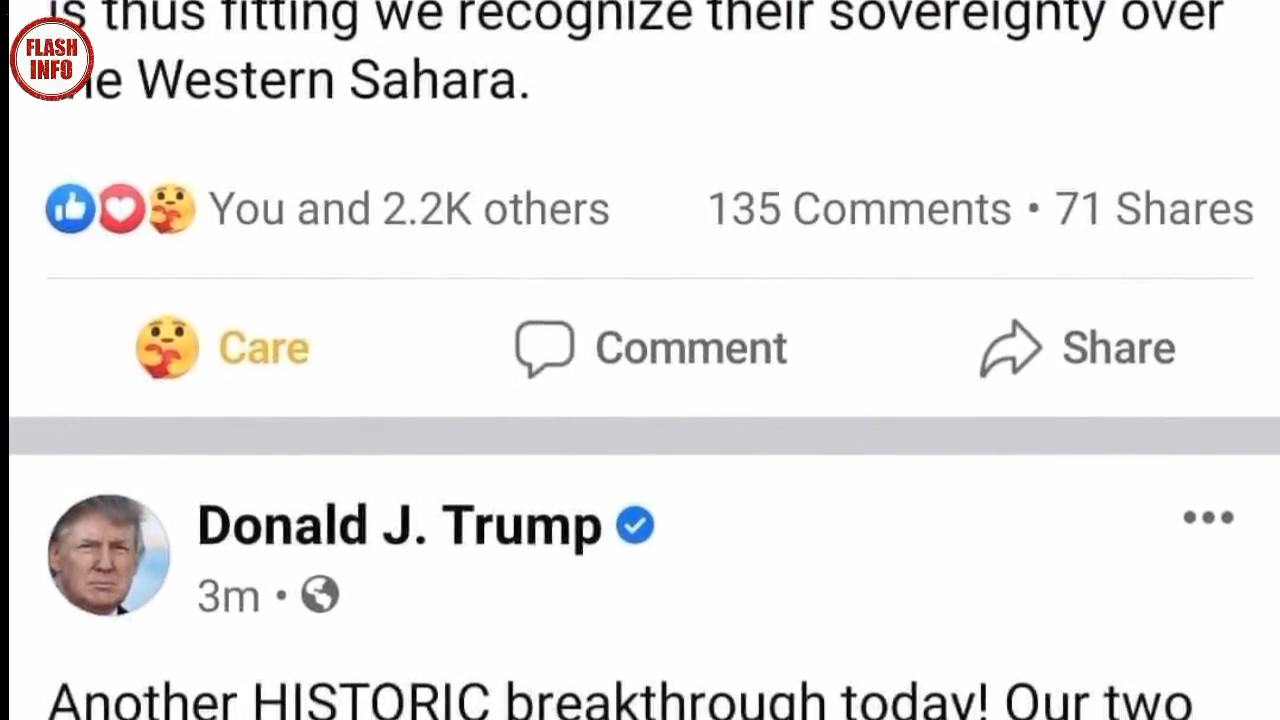 is thus fitting we recognize their sovereignty over
FLASH
INFO
he Western Sahara.
You and 2.2K others 135 Comments • 71 Shares
Care Comment Share
Donald J. Trump
3m •
Another HISTORIC breakthrough today! Our two